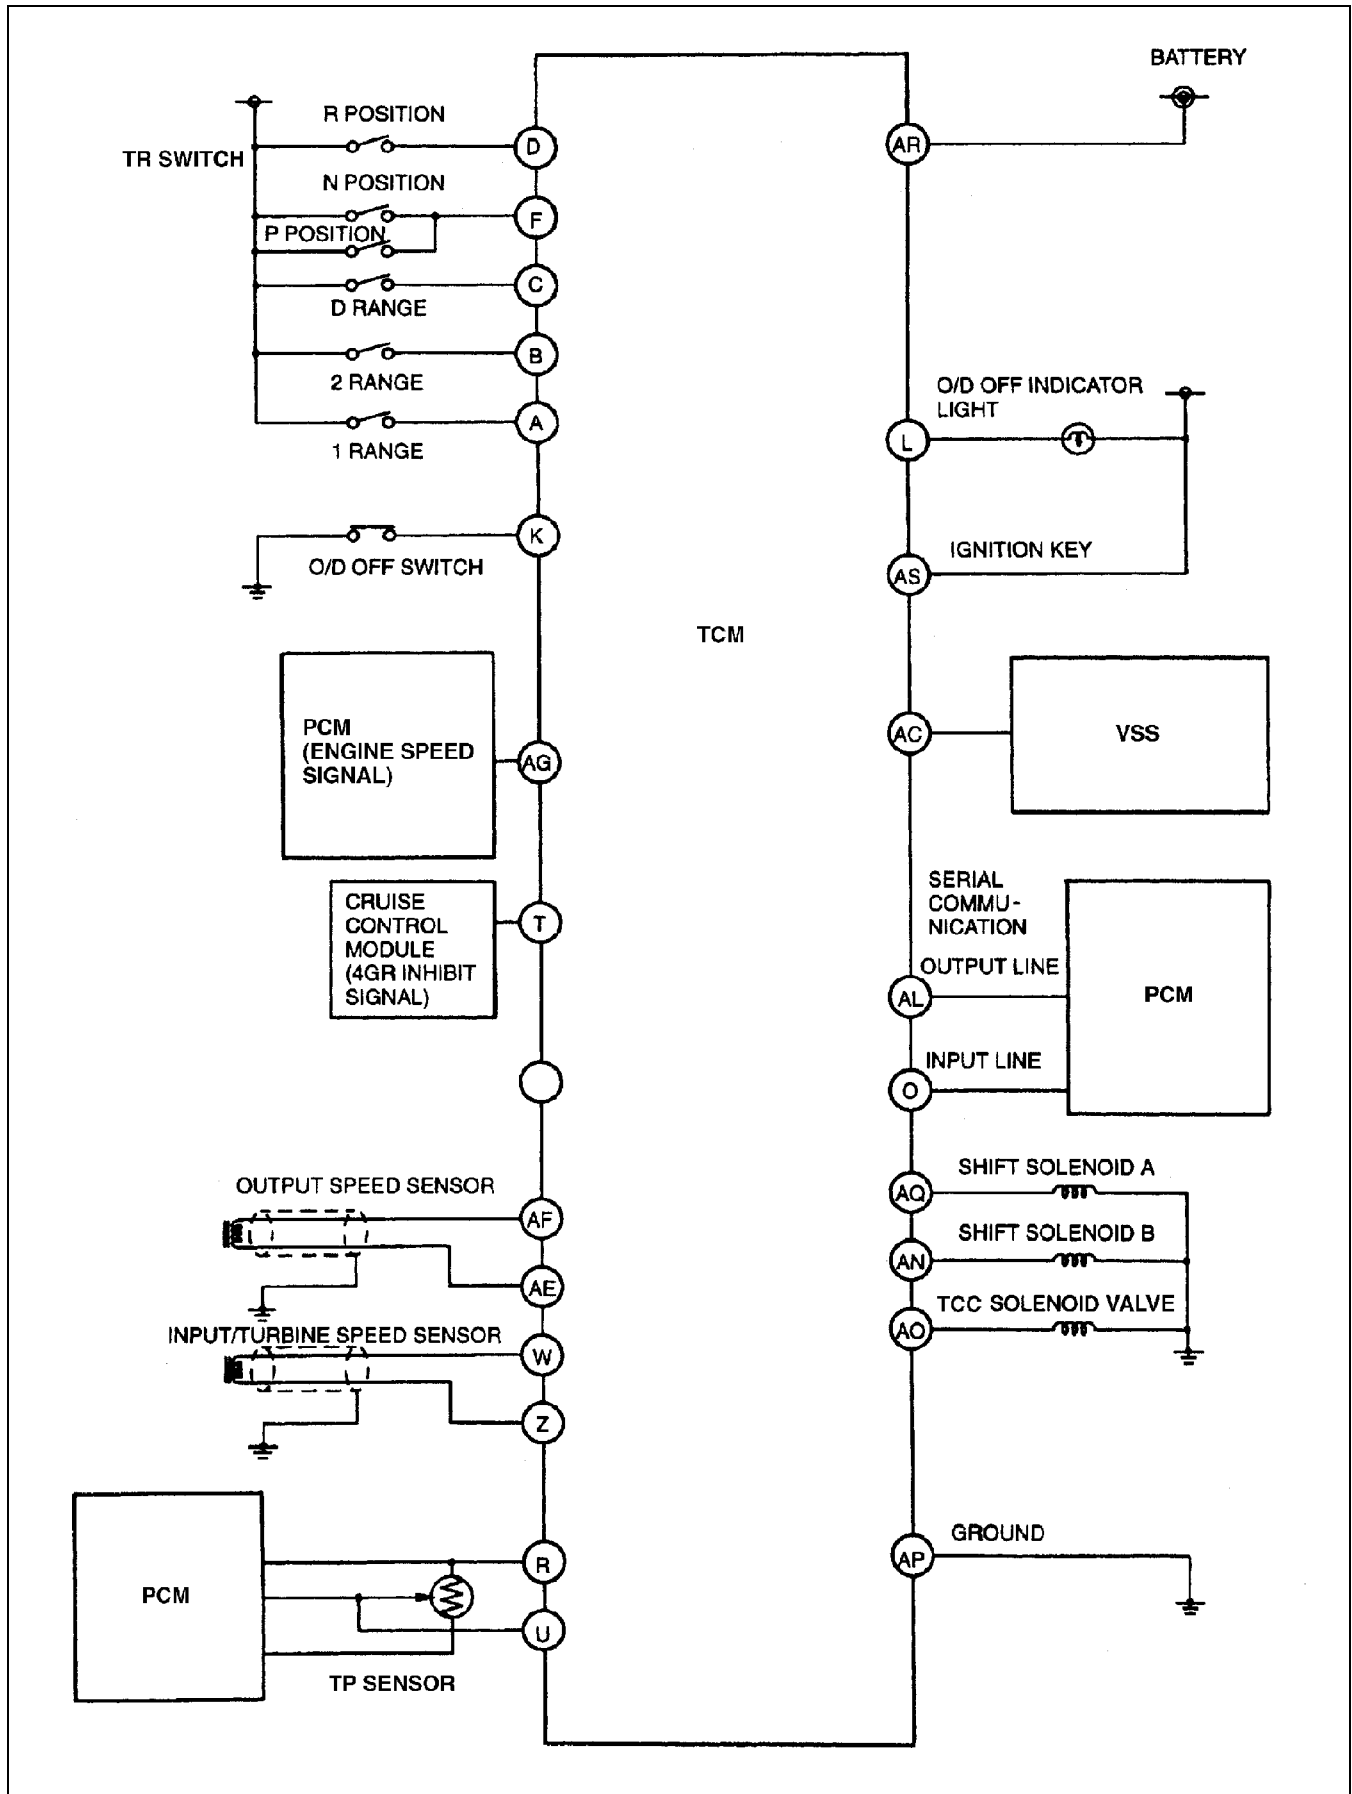 BATTERY
R POSITION
D
AR
TR SWITCH
N POSITION
F
P POSITION
C
D RANGE
B
2 RANGE
O/D OFF INDICATOR
LIGHT
A
L
1 RANGE
K
IGNITION KEY
O/D OFF SWITCH
AS
TCM
PCM
(ENGINE SPEED
SIGNAL)
AG
AC
VSS
CRUISE
CONTROL
MODULE
(4GR INHIBIT
SIGNAL)
T
SERIAL
COMMU-
NICATION
OUTPUT LINE
AL
PCM
INPUT LINE
O
SHIFT SOLENOID A
OUTPUT SPEED SENSOR
AQ
AF
SHIFT SOLENOID B
AN
AE
TCC SOLENOID VALVE
AO
INPUT/TURBINE SPEED SENSOR
W
Z
GROUND
AP
R
PCM
U
TP SENSOR